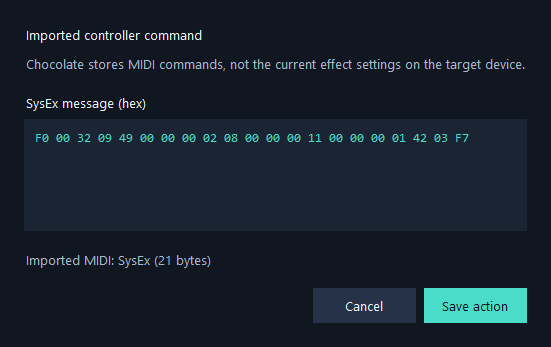 Imported controller command
Chocolate stores MIDI commands, not the current effect settings on the target device.
SysEx message (hex)
F0 00 32 09 49 00 00 00 02 08 00 00 00 11 00 00 00 01 42 03 F7
Imported MIDI: SysEx (21 bytes)
Cancel
Save action